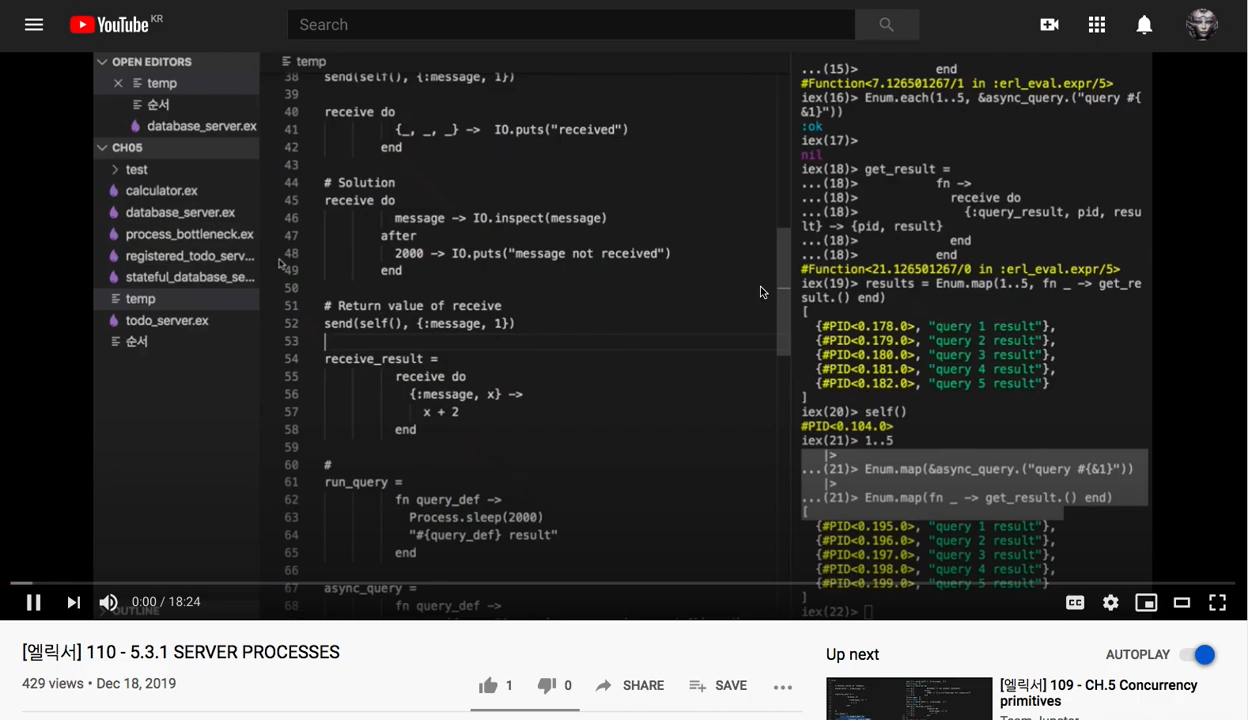 YouTube KR
Search
OPEN EDITORS
temp
순서
database_server.ex
CH05
test
calculator.ex
database_server.ex
process_bottleneck.ex
registered_todo_serv...
stateful_database_se...
temp
todo_server.ex
순서
OUTLINE
temp
38 send(self(), {:message, 1})
39
40 receive do
41 {_, _, _} -> IO.puts("received")
42 end
43
44 # Solution
45 receive do
46 message -> IO.inspect(message)
47 after
48 2000 -> IO.puts("message not received")
49 end
50
51 # Return value of receive
52 send(self(), {:message, 1})
53
54 receive_result =
55 receive do
56 {:message, x} ->
57 x + 2
58 end
59
60 #
61 run_query =
62 fn query_def ->
63 Process.sleep(2000)
64 "#{query_def} result"
65 end
66
67 async_query =
68 fn query_def ->
...(15)> end
#Function<7.126501267/1 in :erl_eval.expr/5>
iex(16)> Enum.each(1..5, &async_query.("query #{
&1}"))
:ok
iex(17)>
nil
iex(18)> get_result =
...(18)> fn ->
...(18)> receive do
...(18)> {:query_result, pid, resu
lt} -> {pid, result}
...(18)> end
...(18)> end
#Function<21.126501267/0 in :erl_eval.expr/5>
iex(19)> results = Enum.map(1..5, fn _ -> get_re
sult.() end)
[
{#PID<0.178.0>, "query 1 result"},
{#PID<0.179.0>, "query 2 result"},
{#PID<0.180.0>, "query 3 result"},
{#PID<0.181.0>, "query 4 result"},
{#PID<0.182.0>, "query 5 result"}
]
iex(20)> self()
#PID<0.104.0>
iex(21)> 1..5
|>
...(21)> Enum.map(&async_query.("query #{&1}"))
|>
...(21)> Enum.map(fn _ -> get_result.() end)
[
{#PID<0.195.0>, "query 1 result"},
{#PID<0.196.0>, "query 2 result"},
{#PID<0.197.0>, "query 3 result"},
{#PID<0.198.0>, "query 4 result"},
{#PID<0.199.0>, "query 5 result"}
]
iex(22)>
0:00 / 18:24
CC
[엘릭서] 110 - 5.3.1 SERVER PROCESSES
429 views • Dec 18, 2019
1
0
SHARE
SAVE
Up next
AUTOPLAY
[엘릭서] 109 - CH.5 Concurrency
primitives